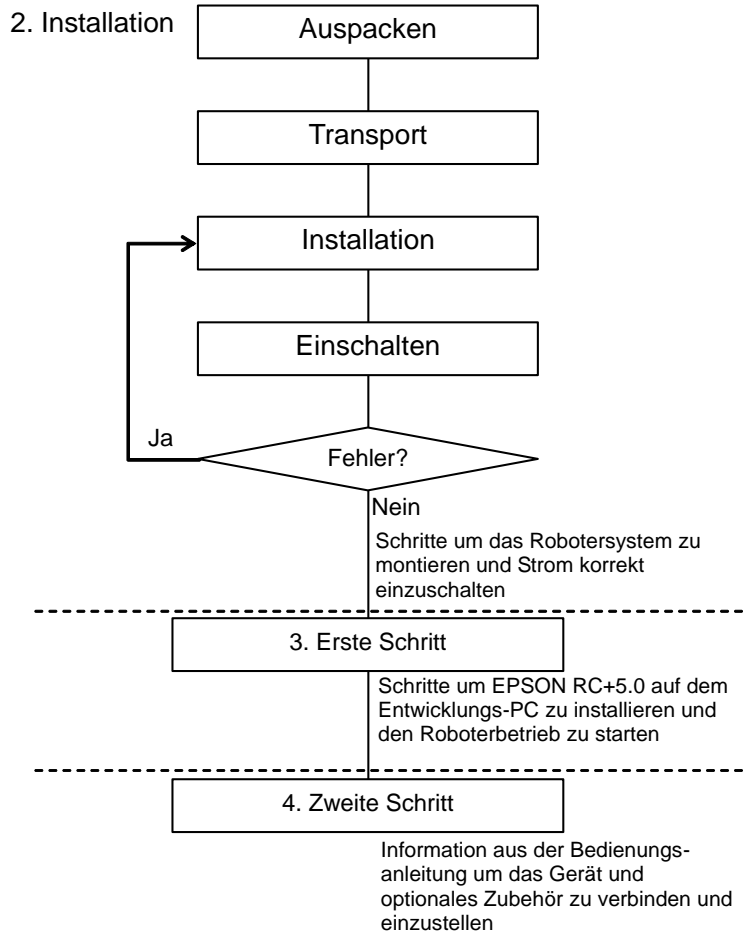 2. Installation
Auspacken
Transport
Installation
Einschalten
Ja
Fehler?
Nein
Schritte um das Robotersystem zu
montieren und Strom korrekt
einzuschalten
3. Erste Schritt
Schritte um EPSON RC+5.0 auf dem
Entwicklungs-PC zu installieren und
den Roboterbetrieb zu starten
4. Zweite Schritt
Information aus der Bedienungs-
anleitung um das Gerät und
optionales Zubehör zu verbinden und
einzustellen